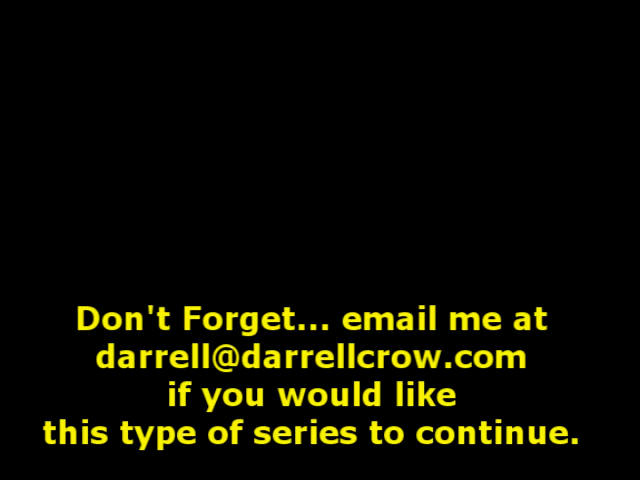 Don't Forget... email me at
darrell@darrellcrow.com
if you would like
this type of series to continue.